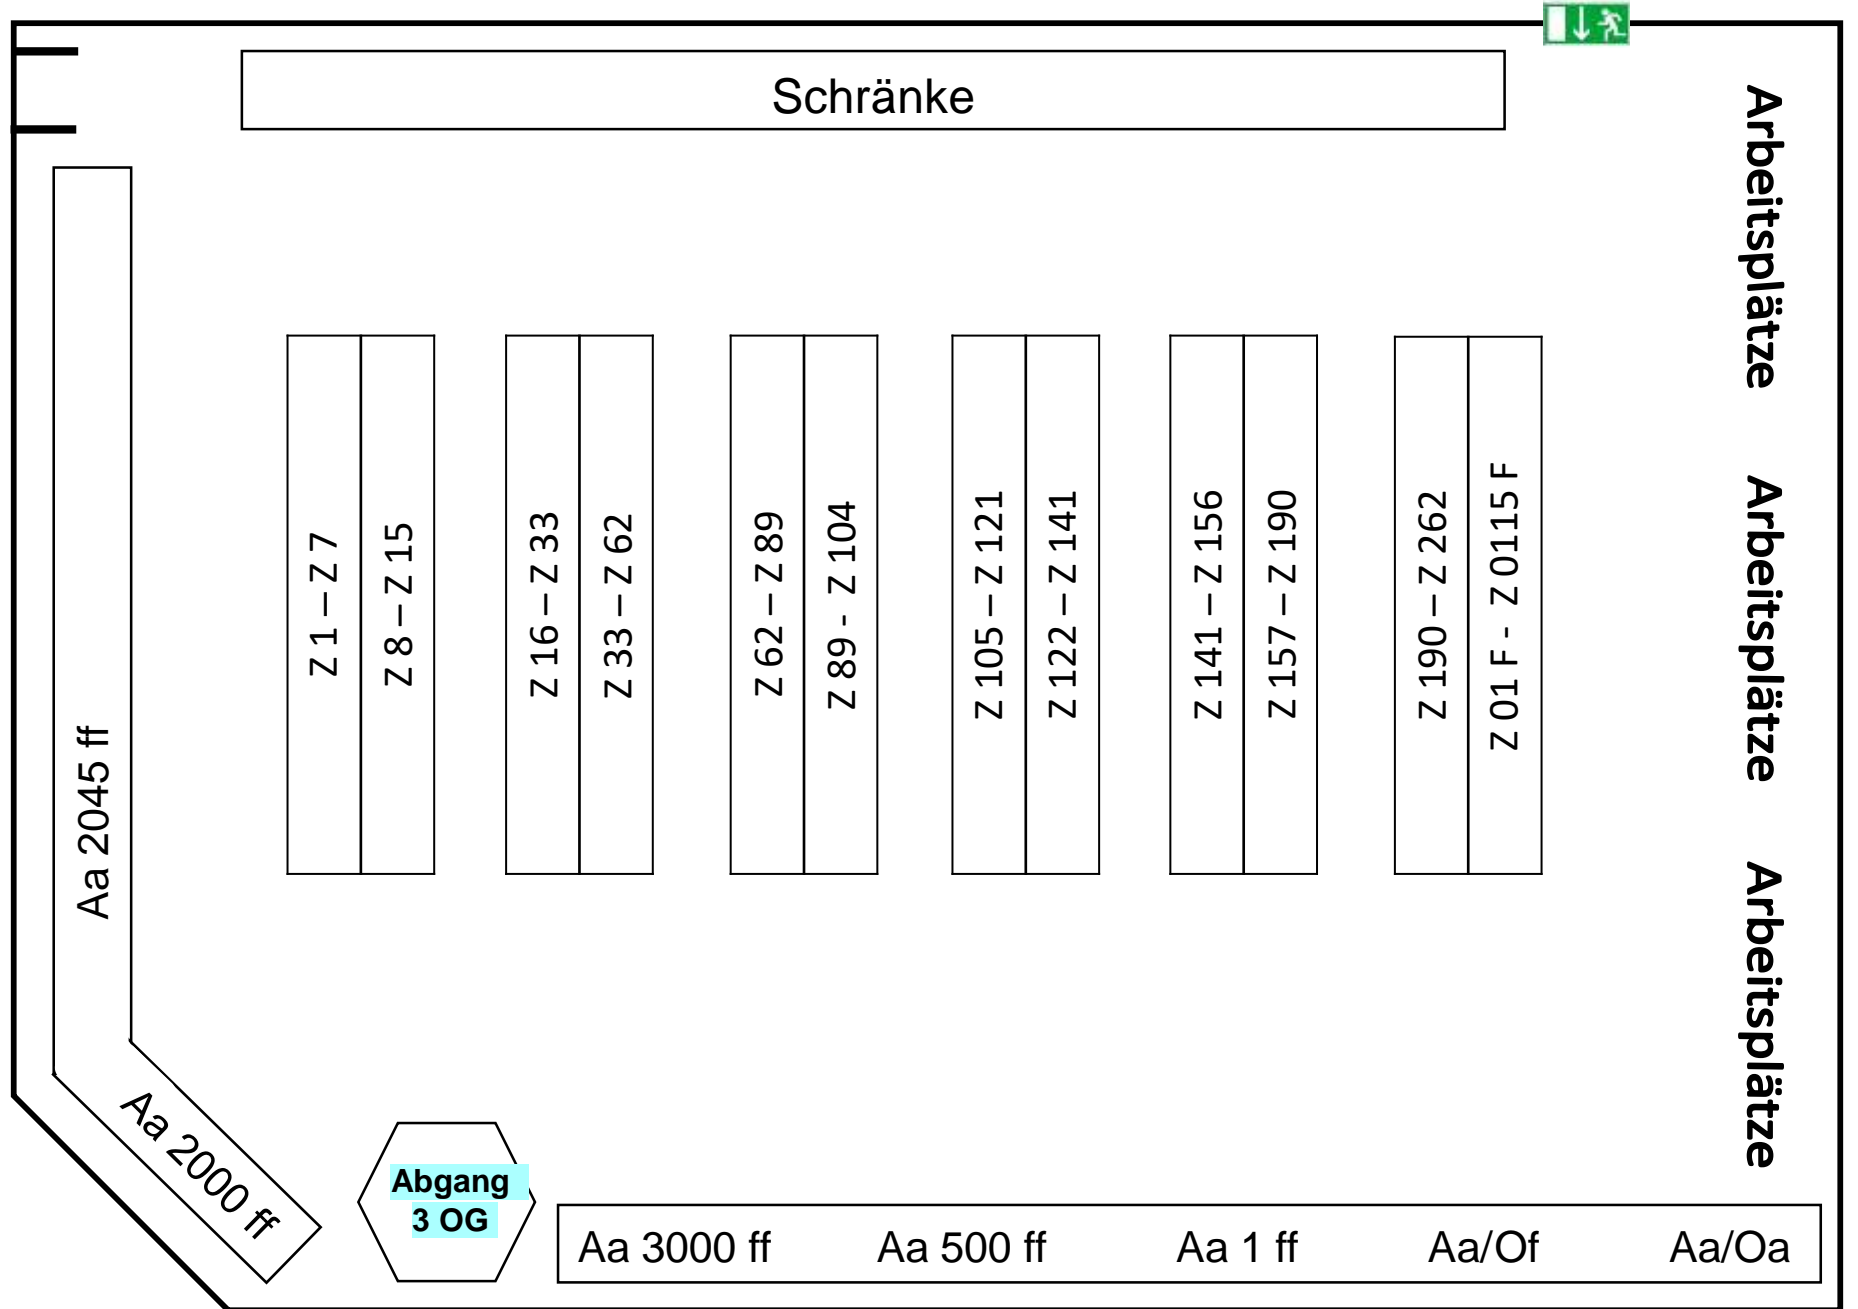 Schränke
Arbeitsplätze
Arbeitsplätze
Arbeitsplätze
Aa 2045 ff
Z 1 – Z 7
Z 8 – Z 15
Z 16 – Z 33
Z 33 – Z 62
Z 62 – Z 89
Z 89 - Z 104
Z 105 – Z 121
Z 122 – Z 141
Z 141 – Z 156
Z 157 – Z 190
Z 190 – Z 262
Z 01 F - Z 0115 F
Aa 2000 ff
Abgang
3 OG
Aa 3000 ff Aa 500 ff Aa 1 ff Aa/Of Aa/Oa